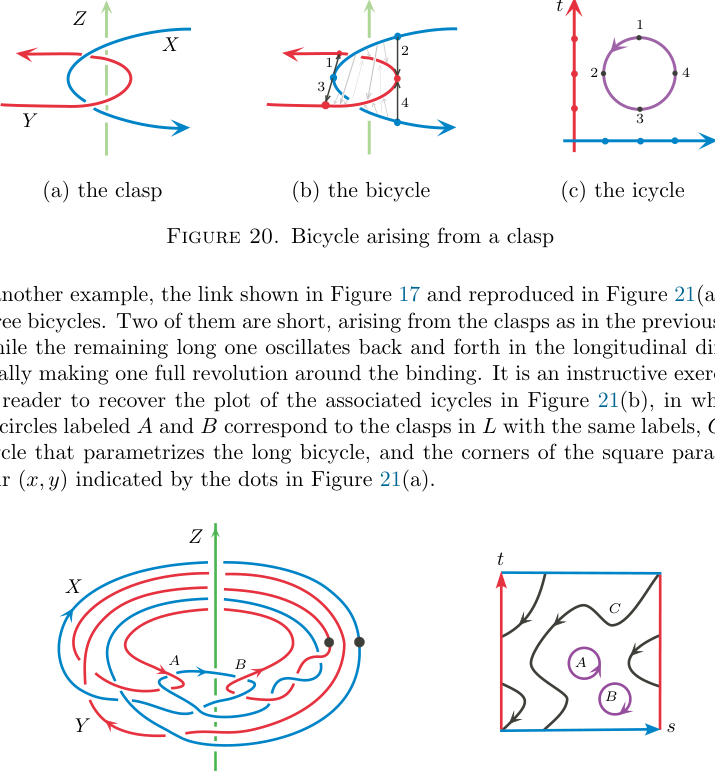 Z
X
Y
(a) the clasp
1
2
3
4
(b) the bicycle
t
1
2
3
4
(c) the icycle
FIGURE 20. Bicycle arising from a clasp
another example, the link shown in Figure 17 and reproduced in Figure 21(a
ree bicycles. Two of them are short, arising from the clasps as in the previous
hile the remaining long one oscillates back and forth in the longitudinal di
ally making one full revolution around the binding. It is an instructive exer
reader to recover the plot of the associated icycles in Figure 21(b), in wh
circles labeled A and B correspond to the clasps in L with the same labels, C
cle that parametrizes the long bicycle, and the corners of the square para
r (x, y) indicated by the dots in Figure 21(a).
Z
X
A
B
Y
t
C
A
B
s